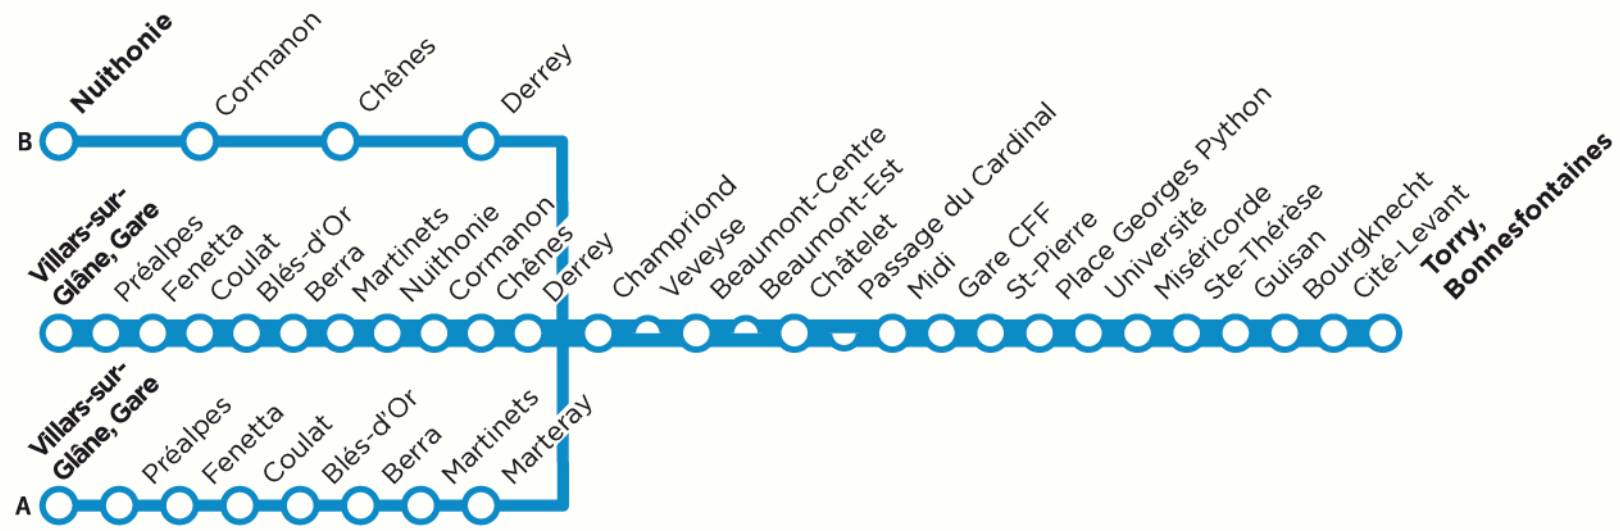 B
Nuithonie
Cormanon
Chênes
Derrey
Villars-sur-
Glâne, Gare
Préalpes
Fenetta
Coulat
Blés-d'Or
Berra
Martinets
Nuithonie
Cormanon
Chênes
Derrey
Champriond
Veveyse
Beaumont-Centre
Beaumont-Est
Châtelet
Passage du Cardinal
Midi
Gare CFF
St-Pierre
Place Georges Python
Université
Miséricorde
Ste-Thérèse
Guisan
Bourgknecht
Cité-Levant
Torry,
Bonnesfontaines
A
Villars-sur-
Glâne, Gare
Préalpes
Fenetta
Coulat
Blés-d'Or
Berra
Martinets
Marteray